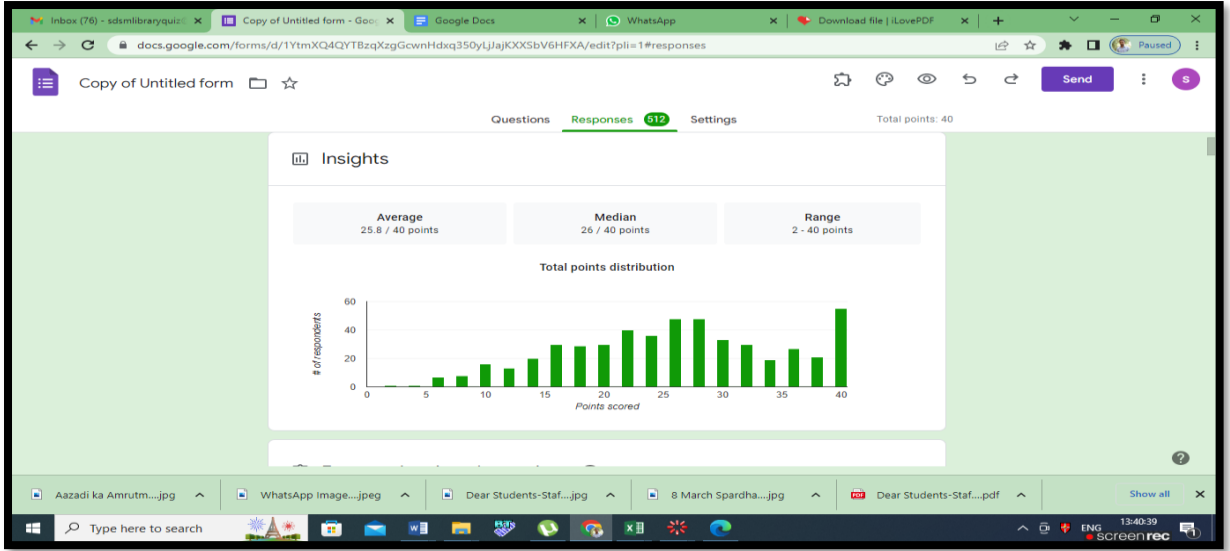 Inbox (76) - sdsmlibraryquiz
Copy of Untitled form - Goog
Google Docs
WhatsApp
Download file | iLovePDF
docs.google.com/forms/d/1YtmXQ4QYTBzqXzgGcwnHdxq350yLjJajKXXSbV6HFXA/edit?pli=1#responses
Paused
Copy of Untitled form
Send
S
Questions Responses 512 Settings Total points: 40
Insights
Average Median Range
25.8 / 40 points 26 / 40 points 2 - 40 points
Total points distribution
# of respondents
60
40
20
0
0 5 10 15 20 25 30 35 40
Points scored
Aazadi ka Amrutm....jpg
WhatsApp Image....jpeg
Dear Students-Staf....jpg
8 March Spardha....jpg
PDF Dear Students-Staf....pdf
Show all
Type here to search
ENG
13:40:39
screenrec